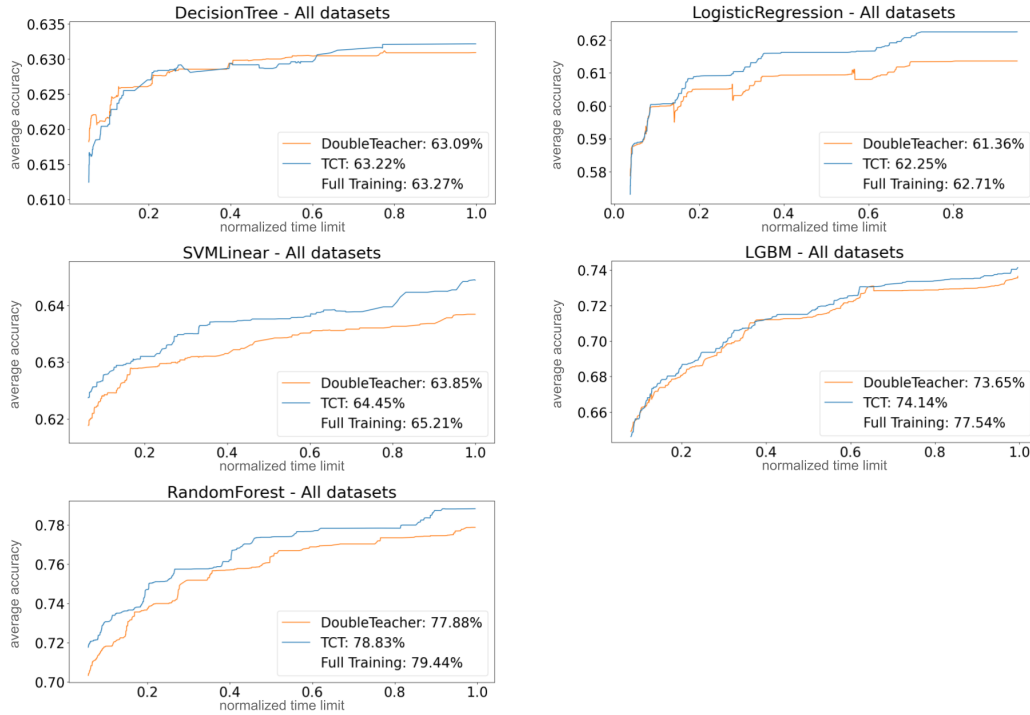 DecisionTree - All datasets
average accuracy
0.635
0.630
0.625
0.620
0.615
0.610
DoubleTeacher: 63.09%
TCT: 63.22%
Full Training: 63.27%
0.2 0.4 0.6 0.8 1.0
normalized time limit
LogisticRegression - All datasets
average accuracy
0.62
0.61
0.60
0.59
0.58
DoubleTeacher: 61.36%
TCT: 62.25%
Full Training: 62.71%
0.0 0.2 0.4 0.6 0.8
normalized time limit
SVMLinear - All datasets
average accuracy
0.64
0.63
0.62
DoubleTeacher: 63.85%
TCT: 64.45%
Full Training: 65.21%
0.2 0.4 0.6 0.8 1.0
normalized time limit
LGBM - All datasets
average accuracy
0.74
0.72
0.70
0.68
0.66
DoubleTeacher: 73.65%
TCT: 74.14%
Full Training: 77.54%
0.2 0.4 0.6 0.8 1.0
normalized time limit
RandomForest - All datasets
average accuracy
0.78
0.76
0.74
0.72
0.70
DoubleTeacher: 77.88%
TCT: 78.83%
Full Training: 79.44%
0.2 0.4 0.6 0.8 1.0
normalized time limit